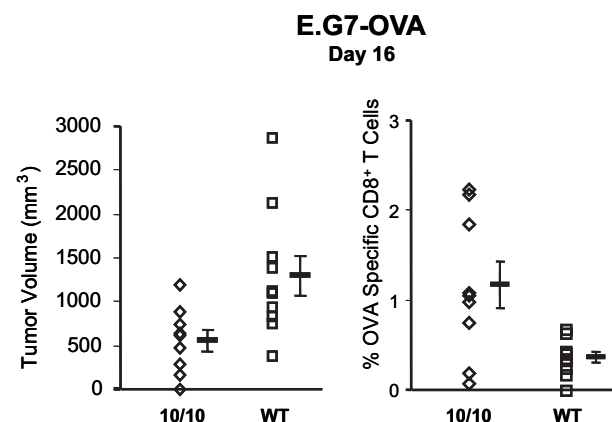 E.G7-OVA
Day 16
Tumor Volume (mm³)
3000
2500
2000
1500
1000
500
0
10/10
WT
% OVA Specific CD8⁺ T Cells
3
2
1
0
10/10
WT